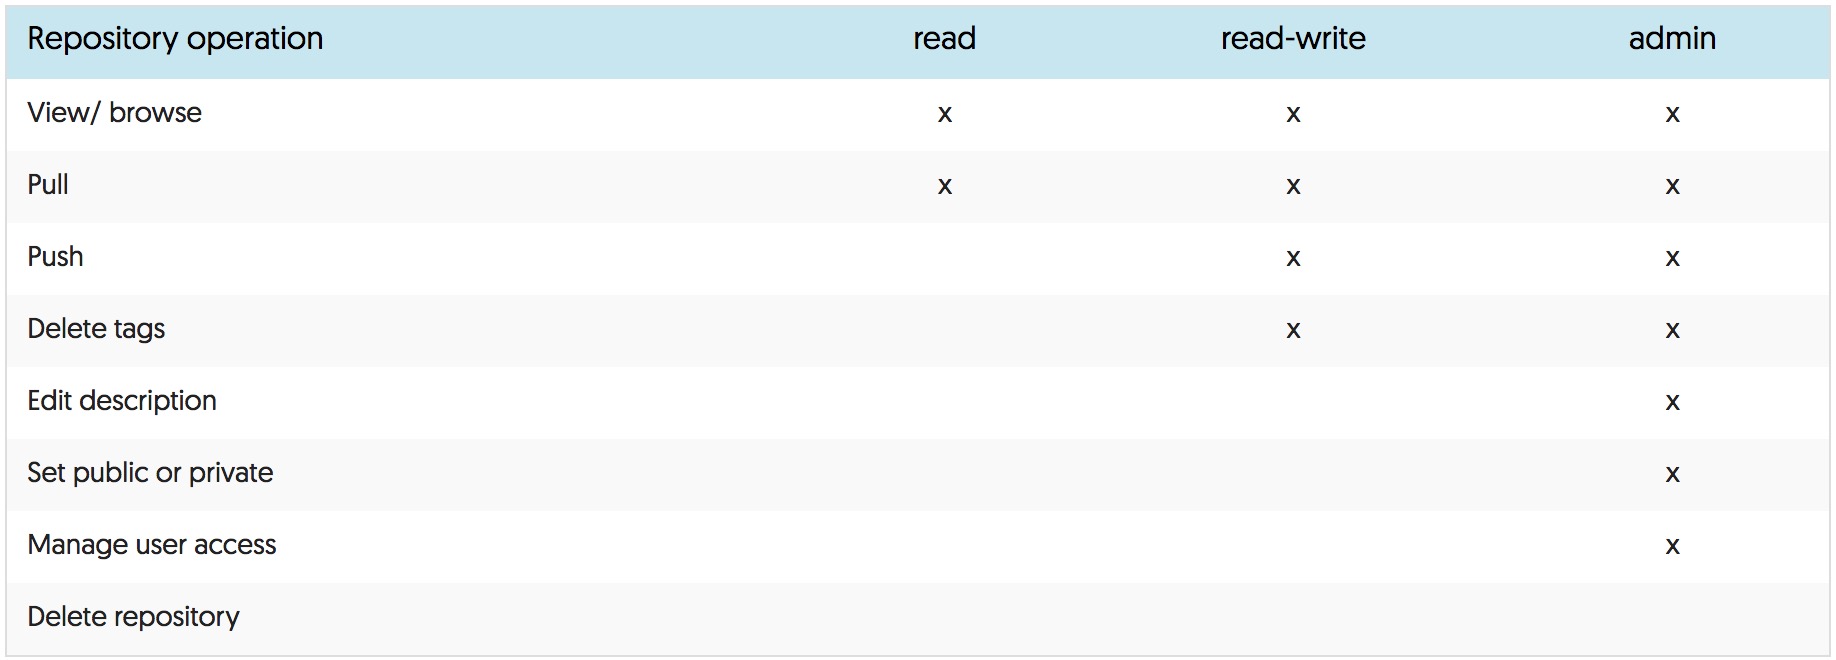 Repository operation read read-write admin
View/ browse x x x
Pull x x x
Push x x
Delete tags x x
Edit description x
Set public or private x
Manage user access x
Delete repository